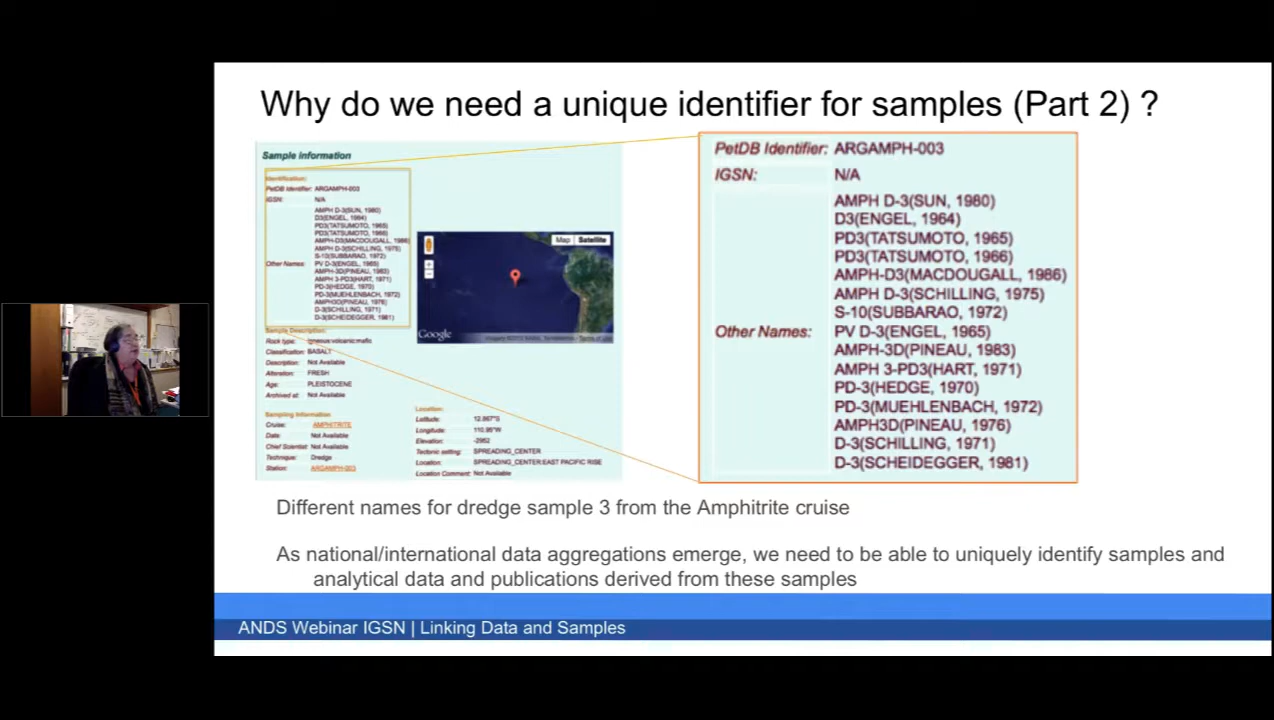 Why do we need a unique identifier for samples (Part 2) ?
Sample information
Identification:
PetDB Identifier: ARGAMPH-003
IGSN: N/A
AMPH D-3(SUN, 1980)
D3(ENGEL, 1964)
PD3(TATSUMOTO, 1965)
PD3(TATSUMOTO, 1966)
AMPH-D3(MACDOUGALL, 1986)
AMPH D-3(SCHILLING, 1975)
S-10(SUBBARAO, 1972)
Other Names: PV D-3(ENGEL, 1965)
AMPH-3D(PINEAU, 1983)
AMPH 3-PD3(HART, 1971)
PD-3(HEDGE, 1970)
PD-3(MUEHLENBACH, 1972)
AMPH3D(PINEAU, 1976)
D-3(SCHILLING, 1971)
D-3(SCHEIDEGGER, 1981)
Sample Description:
Rock type: igneous:volcanic:mafic
Classification: BASALT
Description: Not Available
Alteration: FRESH
Age: PLEISTOCENE
Archived at: Not Available
Sampling Information
Cruise: AMPHITRITE
Date: Not Available
Chief Scientist: Not Available
Technique: Dredge
Station: ARGAMPH-003
Map Satellite
Google
Location:
Latitude: 12.867°S
Longitude: 110.95°W
Elevation: -2952
Tectonic setting: SPREADING_CENTER
Location: SPREADING_CENTER:EAST PACIFIC RISE
Location Comment: Not Available
PetDB Identifier: ARGAMPH-003
IGSN: N/A
AMPH D-3(SUN, 1980)
D3(ENGEL, 1964)
PD3(TATSUMOTO, 1965)
PD3(TATSUMOTO, 1966)
AMPH-D3(MACDOUGALL, 1986)
AMPH D-3(SCHILLING, 1975)
S-10(SUBBARAO, 1972)
Other Names: PV D-3(ENGEL, 1965)
AMPH-3D(PINEAU, 1983)
AMPH 3-PD3(HART, 1971)
PD-3(HEDGE, 1970)
PD-3(MUEHLENBACH, 1972)
AMPH3D(PINEAU, 1976)
D-3(SCHILLING, 1971)
D-3(SCHEIDEGGER, 1981)
Different names for dredge sample 3 from the Amphitrite cruise
As national/international data aggregations emerge, we need to be able to uniquely identify samples and
analytical data and publications derived from these samples
ANDS Webinar IGSN | Linking Data and Samples